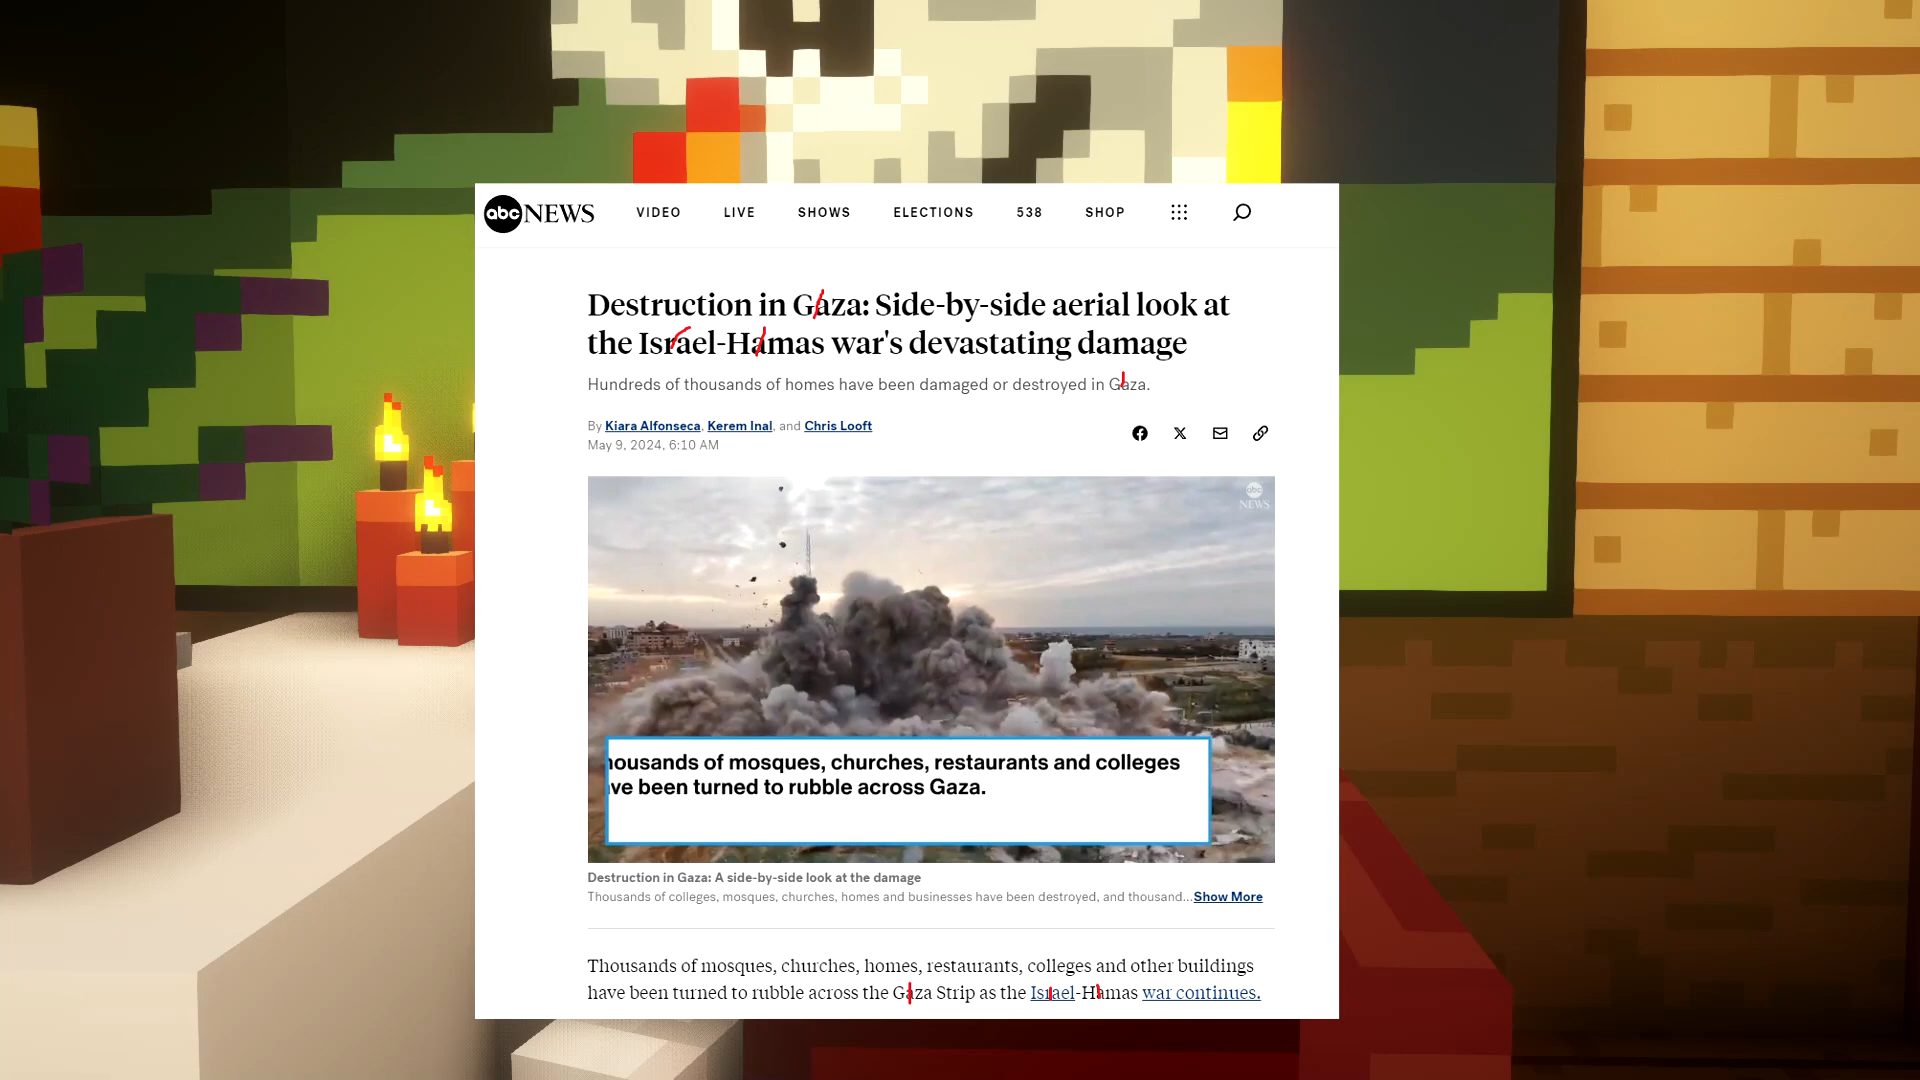 abc NEWS VIDEO LIVE SHOWS ELECTIONS 538 SHOP
Destruction in Gaza: Side-by-side aerial look at
the Israel-Hamas war's devastating damage
Hundreds of thousands of homes have been damaged or destroyed in Gaza.
By Kiara Alfonseca, Kerem Inal, and Chris Looft
May 9, 2024, 6:10 AM
abc
NEWS
housands of mosques, churches, restaurants and colleges
ve been turned to rubble across Gaza.
Destruction in Gaza: A side-by-side look at the damage
Thousands of colleges, mosques, churches, homes and businesses have been destroyed, and thousand...Show More
Thousands of mosques, churches, homes, restaurants, colleges and other buildings
have been turned to rubble across the Gaza Strip as the Israel-Hamas war continues.